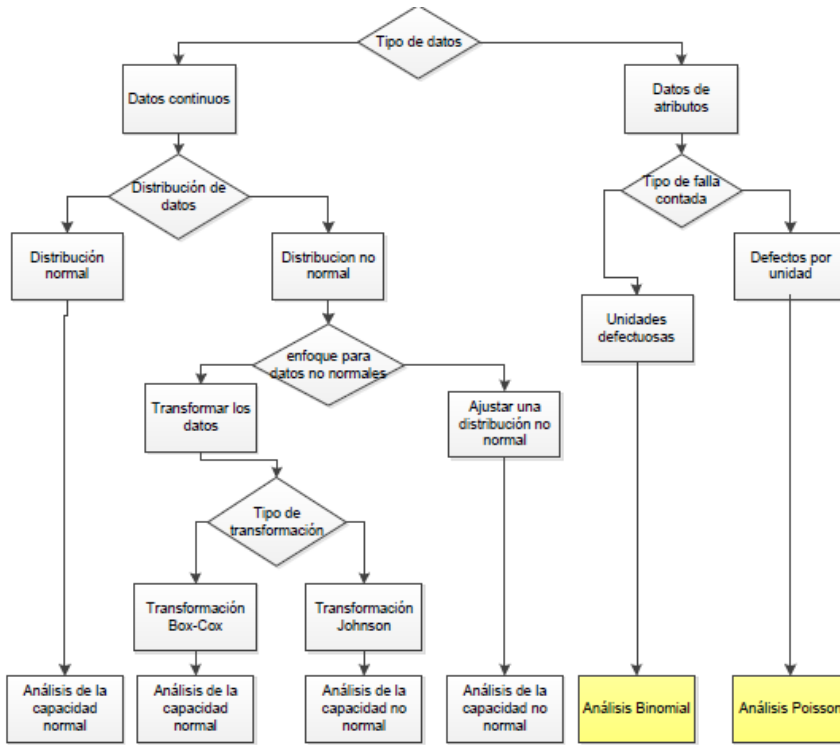 Tipo de datos
Datos continuos
Datos de
atributos
Distribución de
datos
Tipo de falla
contada
Distribución
normal
Distribucion no
normal
Defectos por
unidad
Unidades
defectuosas
enfoque para
datos no normales
Transformar los
datos
Ajustar una
distribución no
normal
Tipo de
transformación
Transformación
Box-Cox
Transformación
Johnson
Análisis de la
capacidad
normal
Análisis de la
capacidad
normal
Análisis de la
capacidad no
normal
Análisis de la
capacidad no
normal
Análisis Binomial
Análisis Poisson